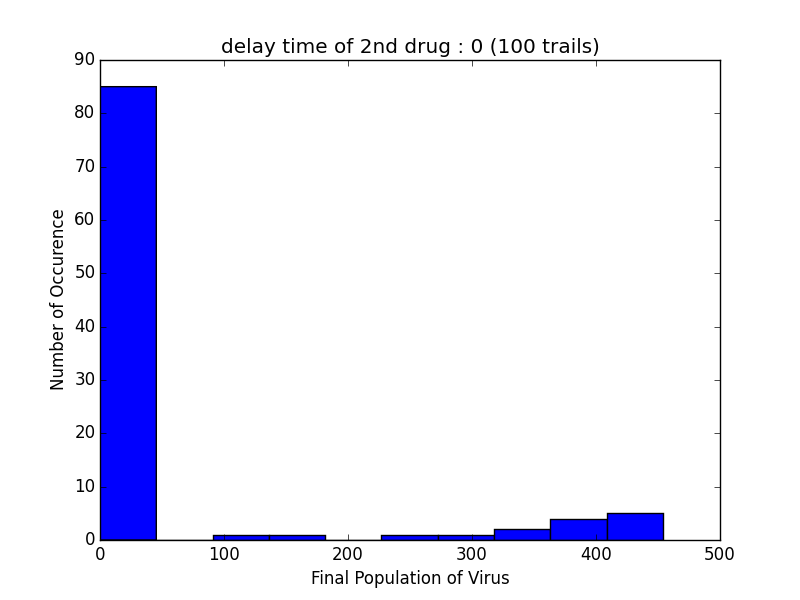 delay time of 2nd drug : 0 (100 trails)
90
80
70
60
50
40
30
20
10
0
Number of Occurence
0 100 200 300 400 500
Final Population of Virus